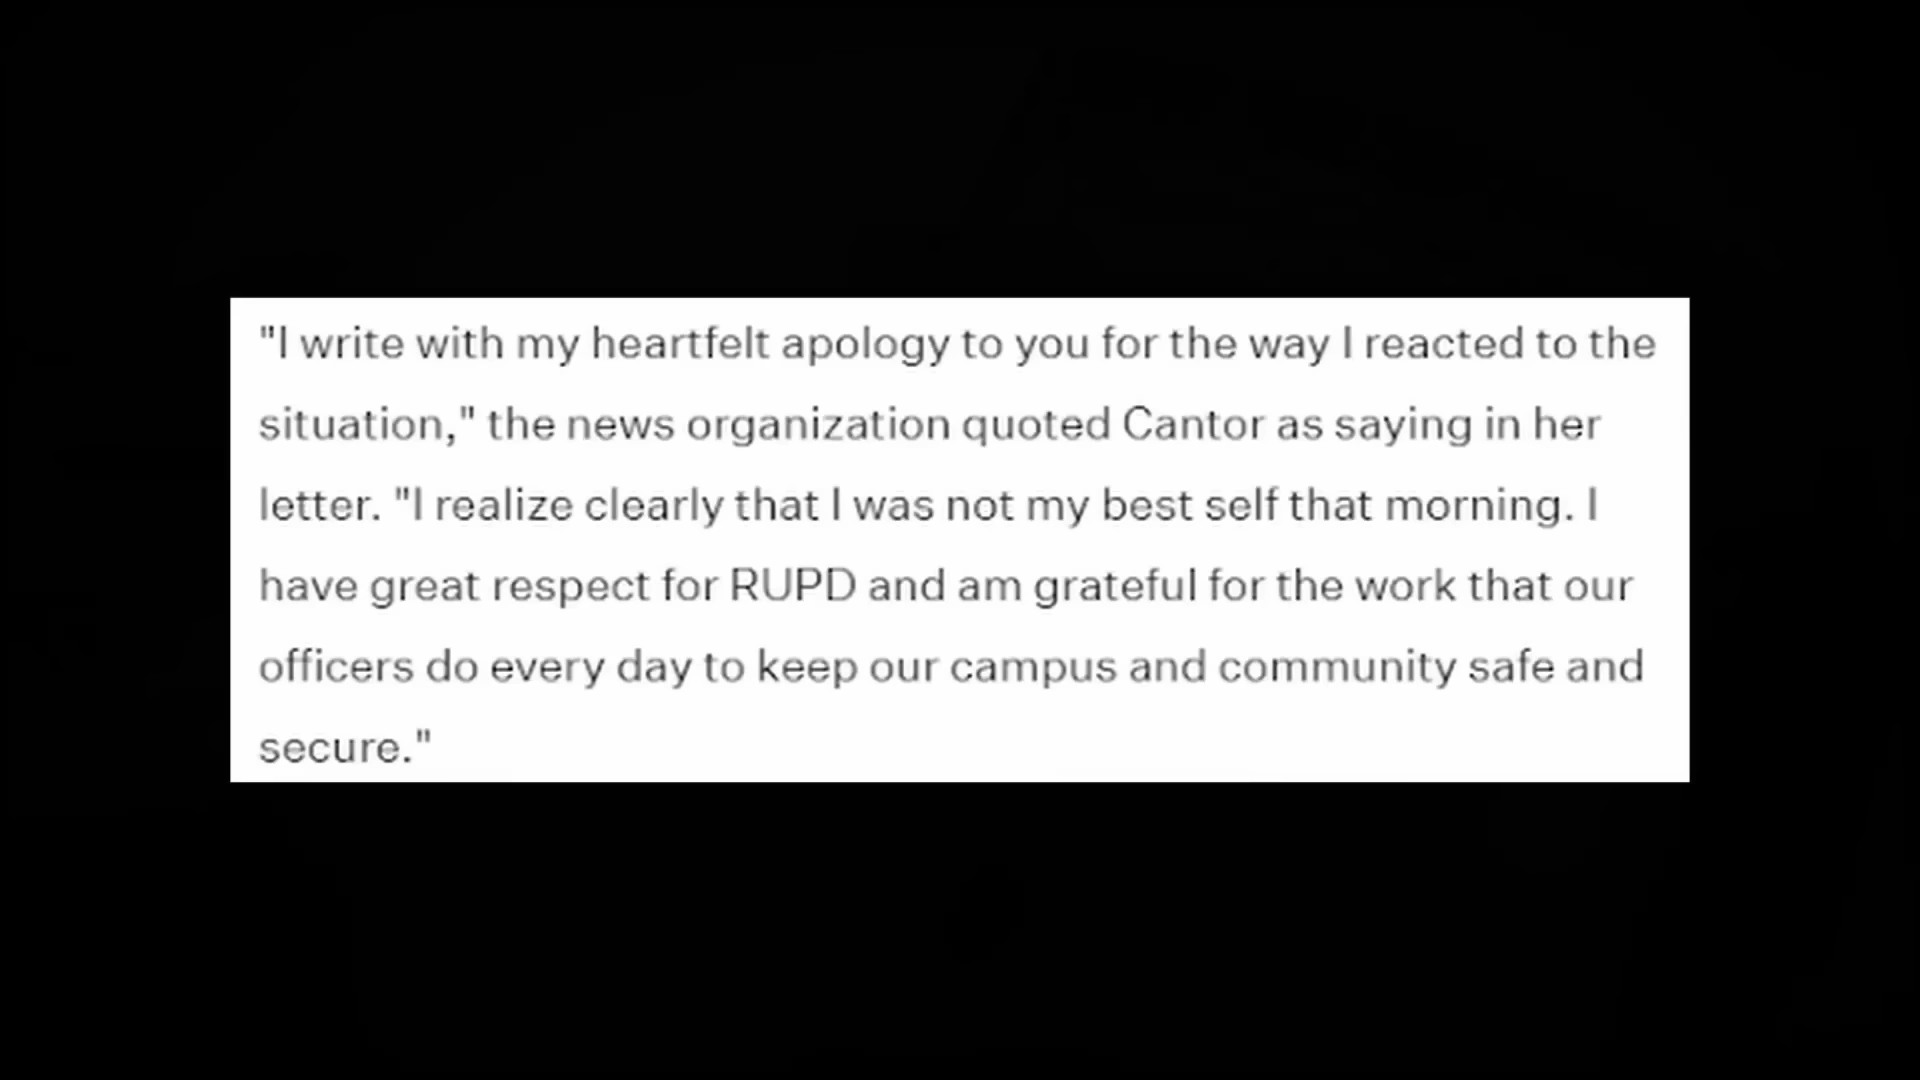 "I write with my heartfelt apology to you for the way I reacted to the
situation," the news organization quoted Cantor as saying in her
letter. "I realize clearly that I was not my best self that morning. I
have great respect for RUPD and am grateful for the work that our
officers do every day to keep our campus and community safe and
secure."